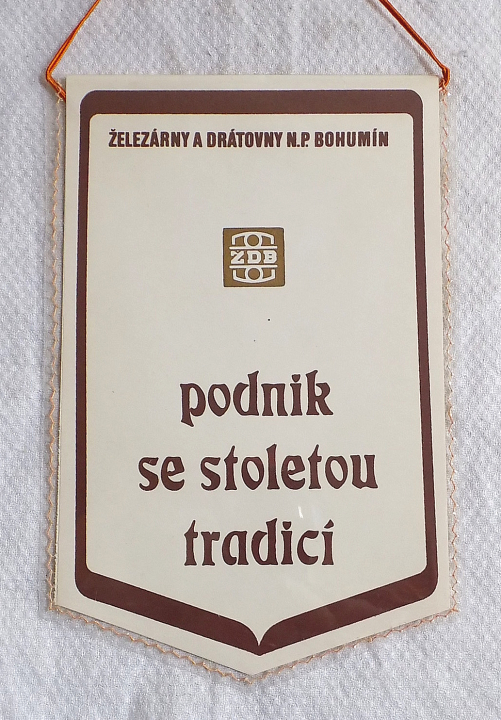 ŽELEZÁRNY A DRÁTOVNY N.P. BOHUMÍN
ŽDB
podnik
se stoletou
tradicí